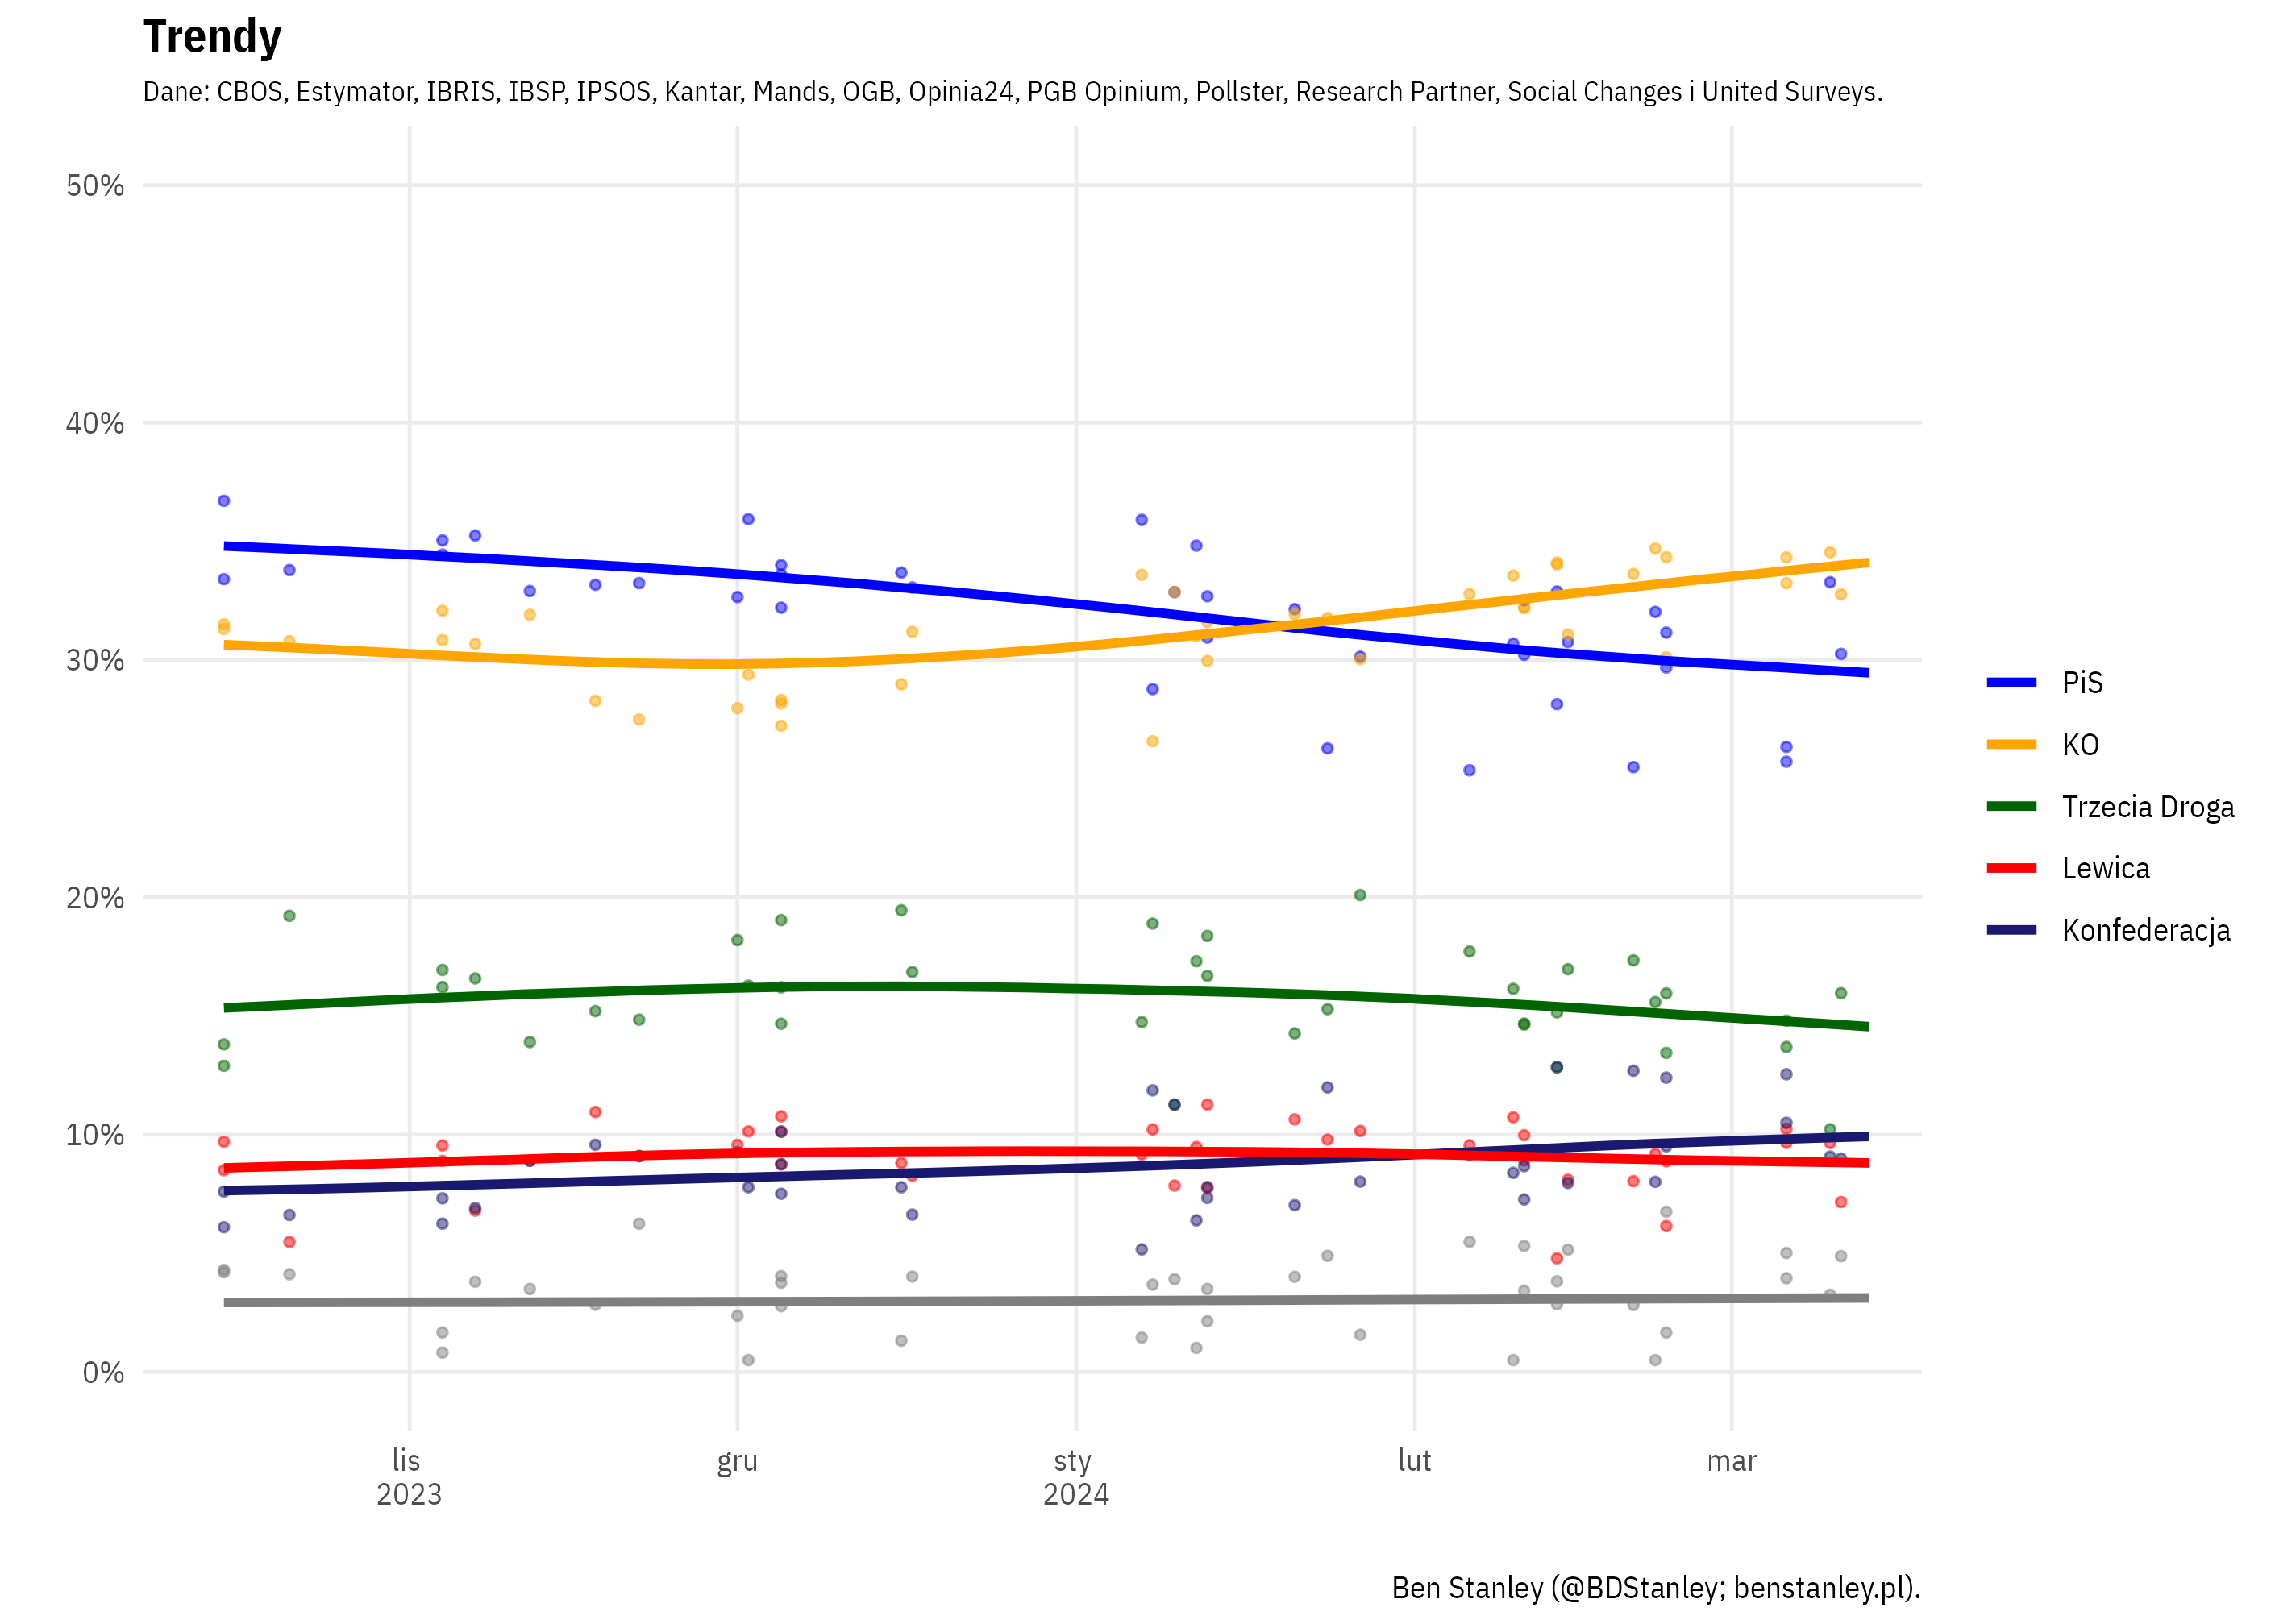 Trendy
Dane: CBOS, Estymator, IBRIS, IBSP, IPSOS, Kantar, Mands, OGB, Opinia24, PGB Opinium, Pollster, Research Partner, Social Changes i United Surveys.
50%
40%
30%
20%
10%
0%
lis
2023
gru
sty
2024
lut
mar
PiS
KO
Trzecia Droga
Lewica
Konfederacja
Ben Stanley (@BDStanley; benstanley.pl).